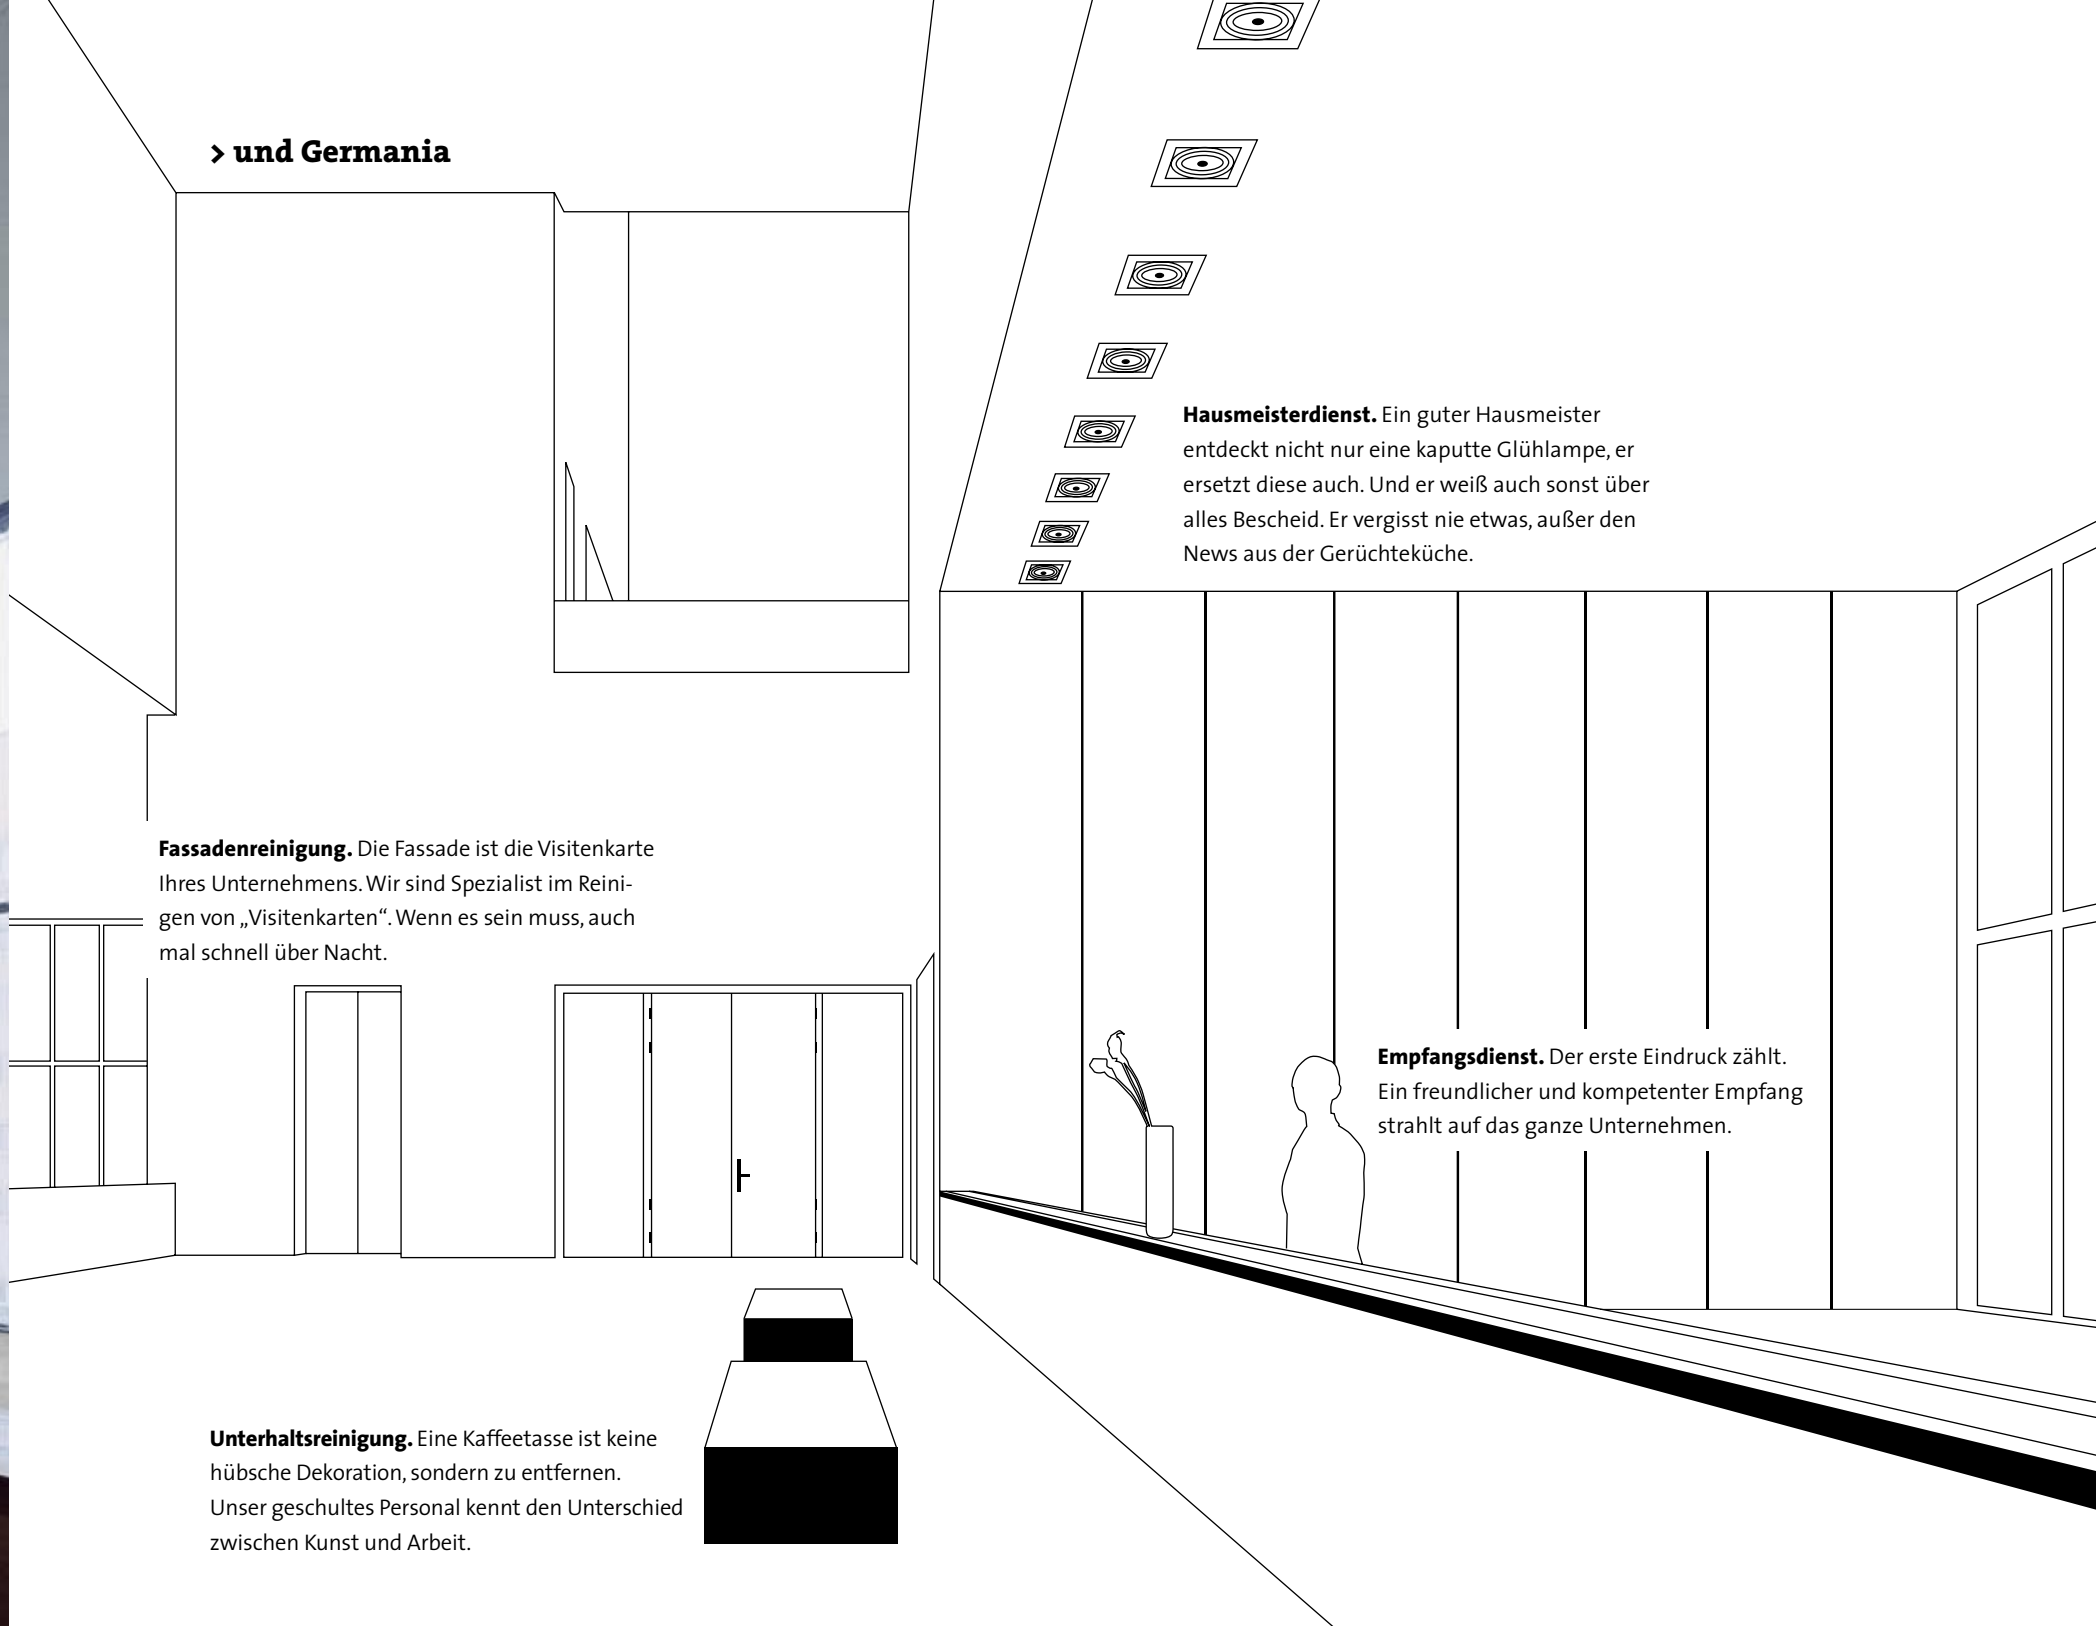 > und Germania
Hausmeisterdienst. Ein guter Hausmeister
entdeckt nicht nur eine kaputte Glühlampe, er
ersetzt diese auch. Und er weiß auch sonst über
alles Bescheid. Er vergisst nie etwas, außer den
News aus der Gerüchteküche.
Fassadenreinigung. Die Fassade ist die Visitenkarte
Ihres Unternehmens. Wir sind Spezialist im Reini-
gen von „Visitenkarten“. Wenn es sein muss, auch
mal schnell über Nacht.
Empfangsdienst. Der erste Eindruck zählt.
Ein freundlicher und kompetenter Empfang
strahlt auf das ganze Unternehmen.
Unterhaltsreinigung. Eine Kaffeetasse ist keine
hübsche Dekoration, sondern zu entfernen.
Unser geschultes Personal kennt den Unterschied
zwischen Kunst und Arbeit.